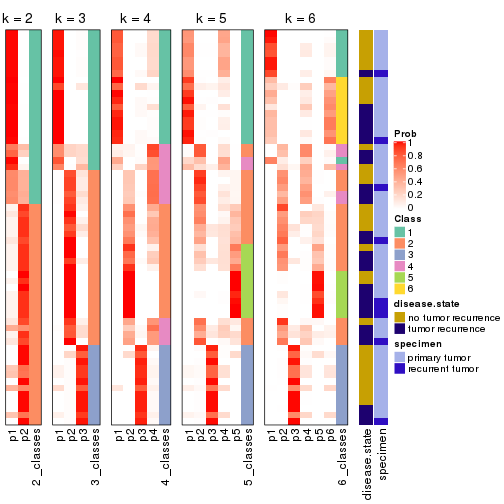 k = 2
k = 3
k = 4
k = 5
k = 6
Prob
1
0.8
0.6
0.4
0.2
0
Class
1
2
3
4
5
6
disease.state
no tumor recurrence
tumor recurrence
specimen
primary tumor
recurrent tumor
p1
p2
2_classes
p1
p2
p3
3_classes
p1
p2
p3
p4
4_classes
p1
p2
p3
p4
p5
5_classes
p1
p2
p3
p4
p5
p6
6_classes
disease.state
specimen